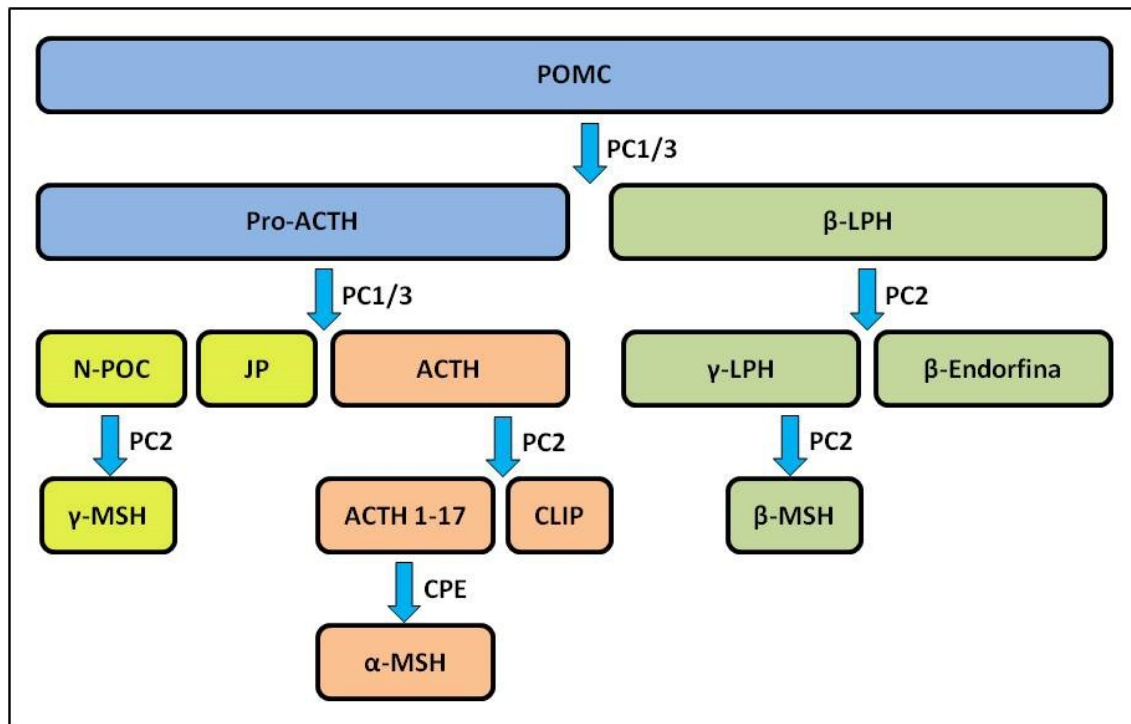 POMC
PC1/3
Pro-ACTH
β-LPH
PC1/3
PC2
N-POC
JP
ACTH
γ-LPH
β-Endorfina
PC2
PC2
PC2
γ-MSH
ACTH 1-17
CLIP
β-MSH
CPE
α-MSH